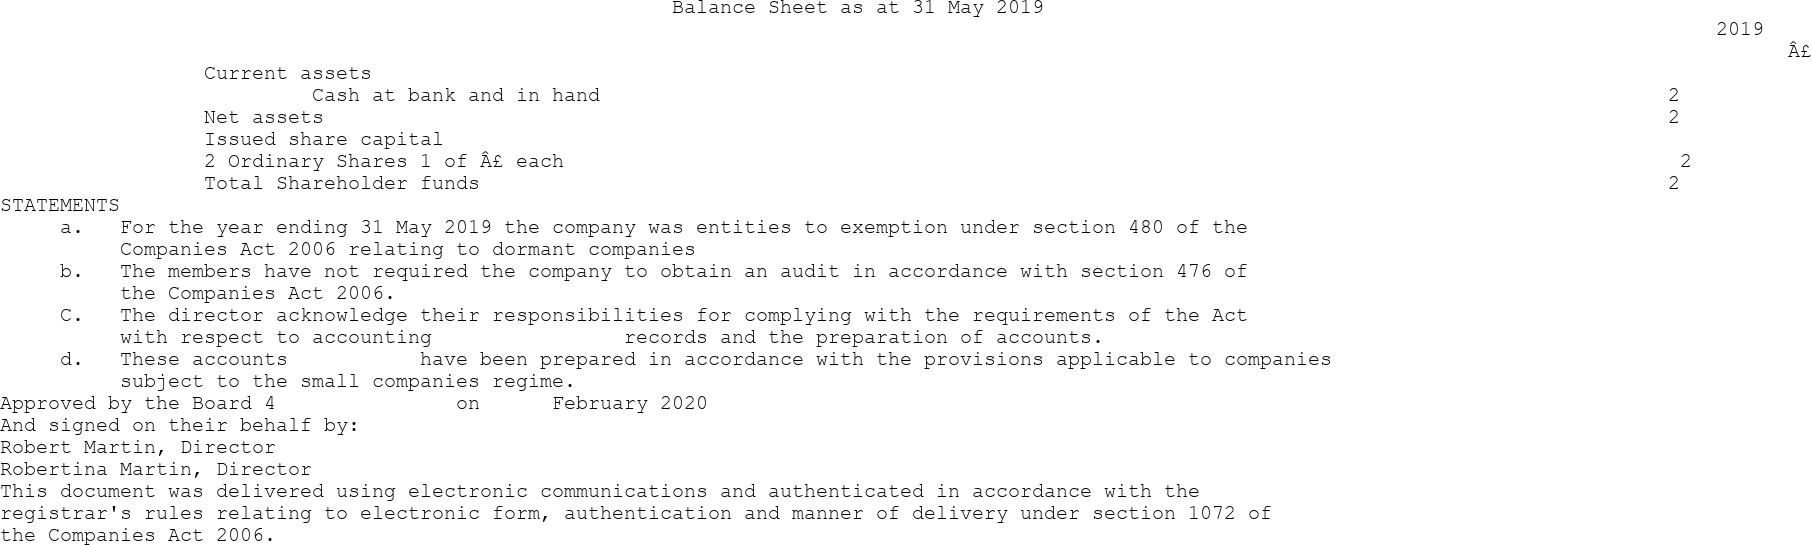 Balance Sheet as at 31 May 2019
2019
Â£
Current assets
Cash at bank and in hand 2
Net assets 2
Issued share capital
2 Ordinary Shares 1 of Â£ each 2
Total Shareholder funds 2
STATEMENTS
a. For the year ending 31 May 2019 the company was entities to exemption under section 480 of the
Companies Act 2006 relating to dormant companies
b. The members have not required the company to obtain an audit in accordance with section 476 of
the Companies Act 2006.
C. The director acknowledge their responsibilities for complying with the requirements of the Act
with respect to accounting records and the preparation of accounts.
d. These accounts have been prepared in accordance with the provisions applicable to companies
subject to the small companies regime.
Approved by the Board 4 on February 2020
And signed on their behalf by:
Robert Martin, Director
Robertina Martin, Director
This document was delivered using electronic communications and authenticated in accordance with the
registrar's rules relating to electronic form, authentication and manner of delivery under section 1072 of
the Companies Act 2006.